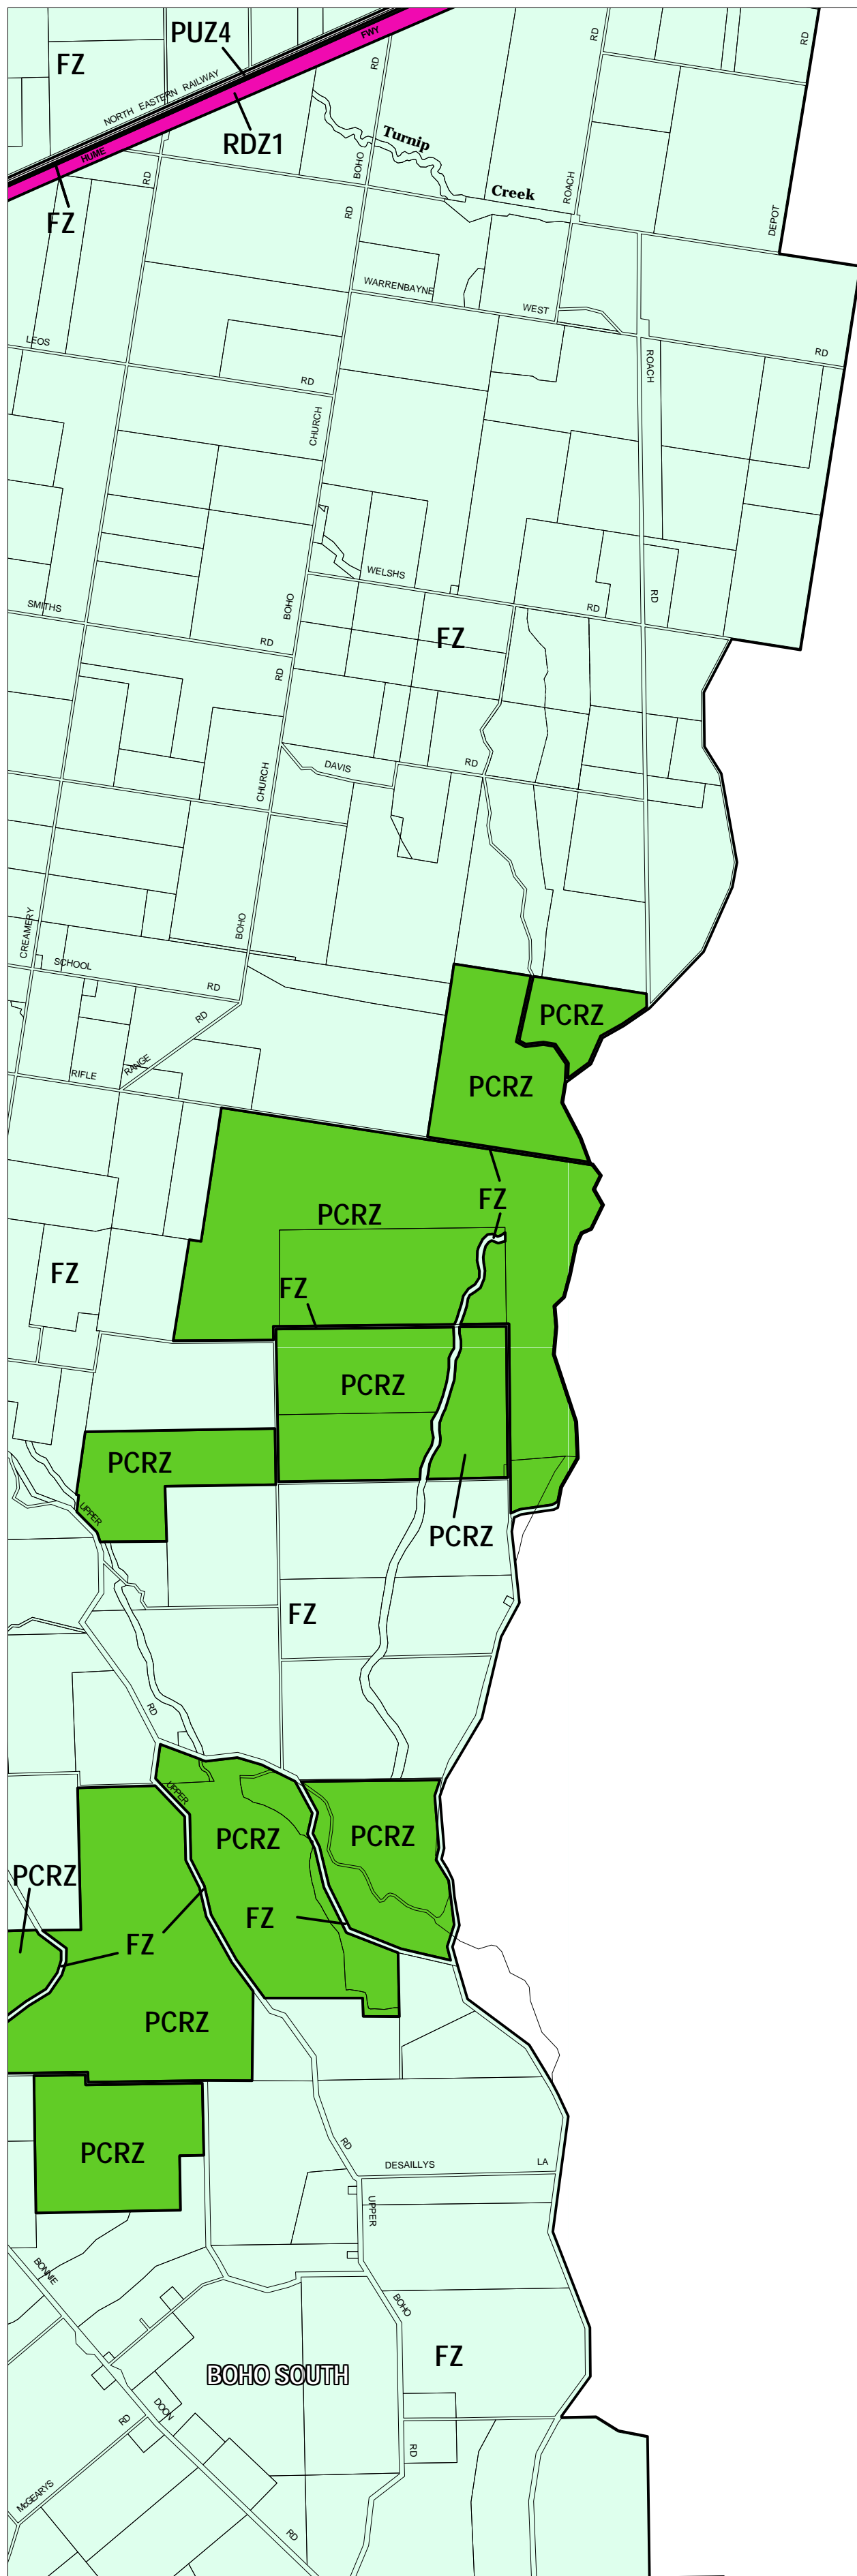 PUZ4
FWY
RD
RD
RD
FZ
NORTH EASTERN RAILWAY
RDZ1
Turnip
HUME
BOHO
Creek
ROACH
RD
RD
DEPOT
FZ
WARRENBAYNE
WEST
LEOS
RD
ROACH
RD
CHURCH
WELSHS
RD
SMITHS
BOHO
RD
RD
FZ
RD
DAVIS
RD
CHURCH
CREAMERY
BOHO
SCHOOL
RD
RD
RIFLE
RANGE
PCRZ
PCRZ
FZ
PCRZ
FZ
FZ
PCRZ
PCRZ
UPPER
PCRZ
FZ
RD
UPPER
PCRZ
PCRZ
PCRZ
FZ
FZ
PCRZ
PCRZ
RD
DESAILLYS
LA
UPPER
BONNIE
BOHO
FZ
BOHO SOUTH
DOON
RD
RD
McGEARYS
RD